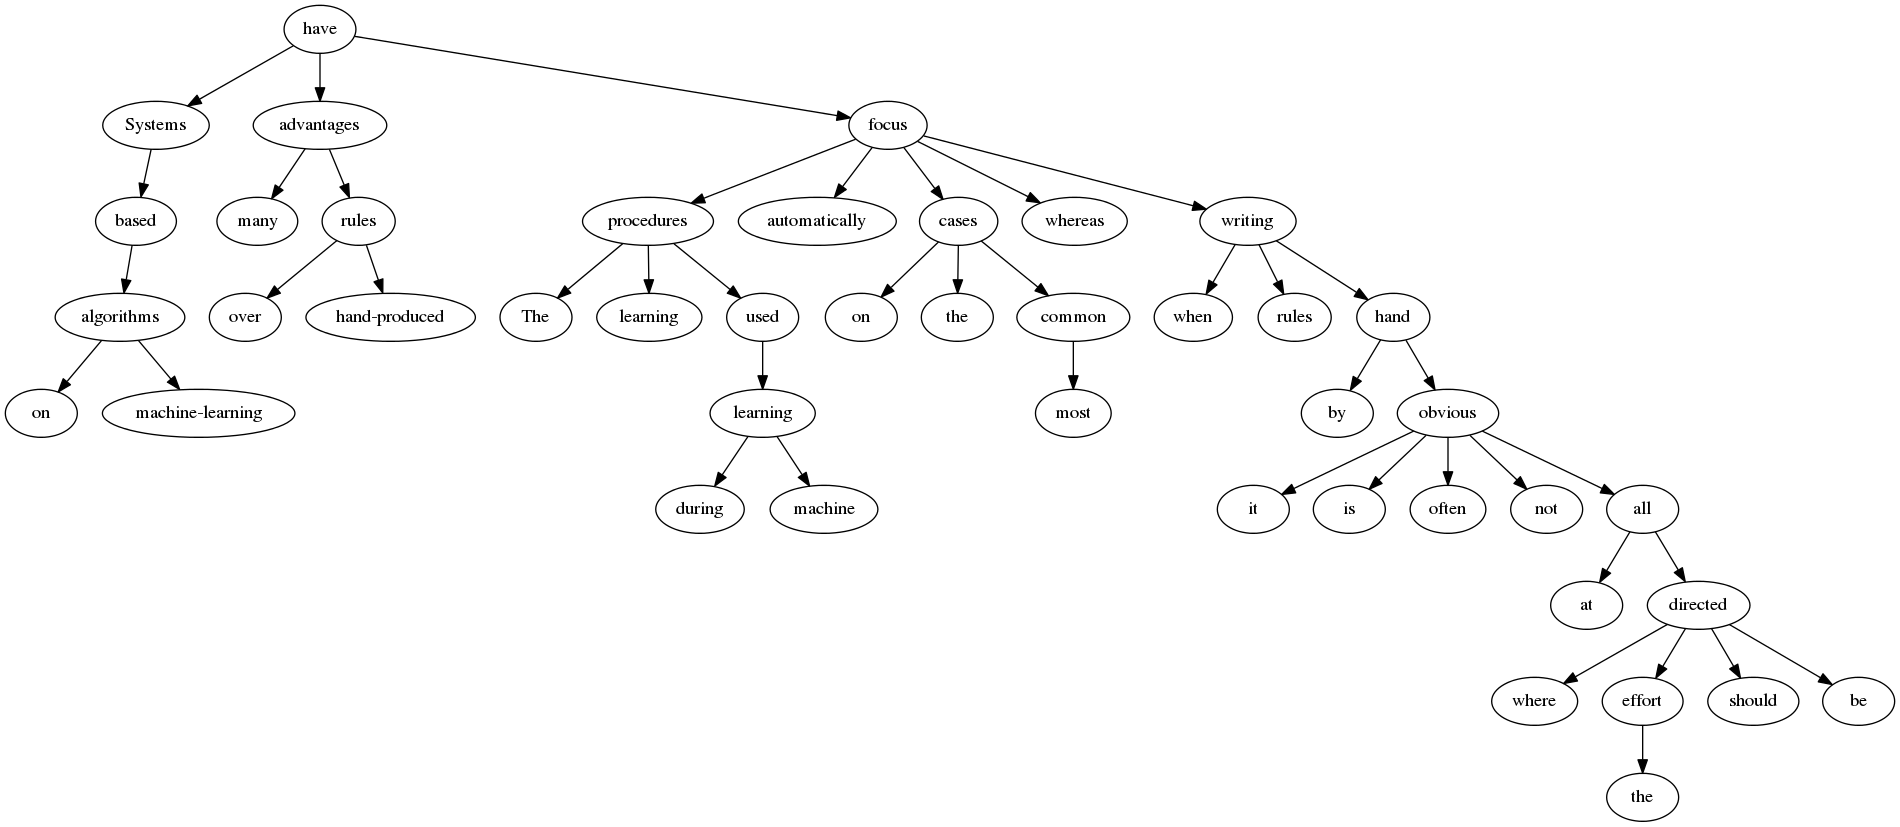 have
Systems advantages focus
based many rules procedures automatically cases whereas writing
algorithms over hand-produced The learning used on the common when rules hand
on machine-learning learning most by obvious
during machine it is often not all
at directed
where effort should be
the